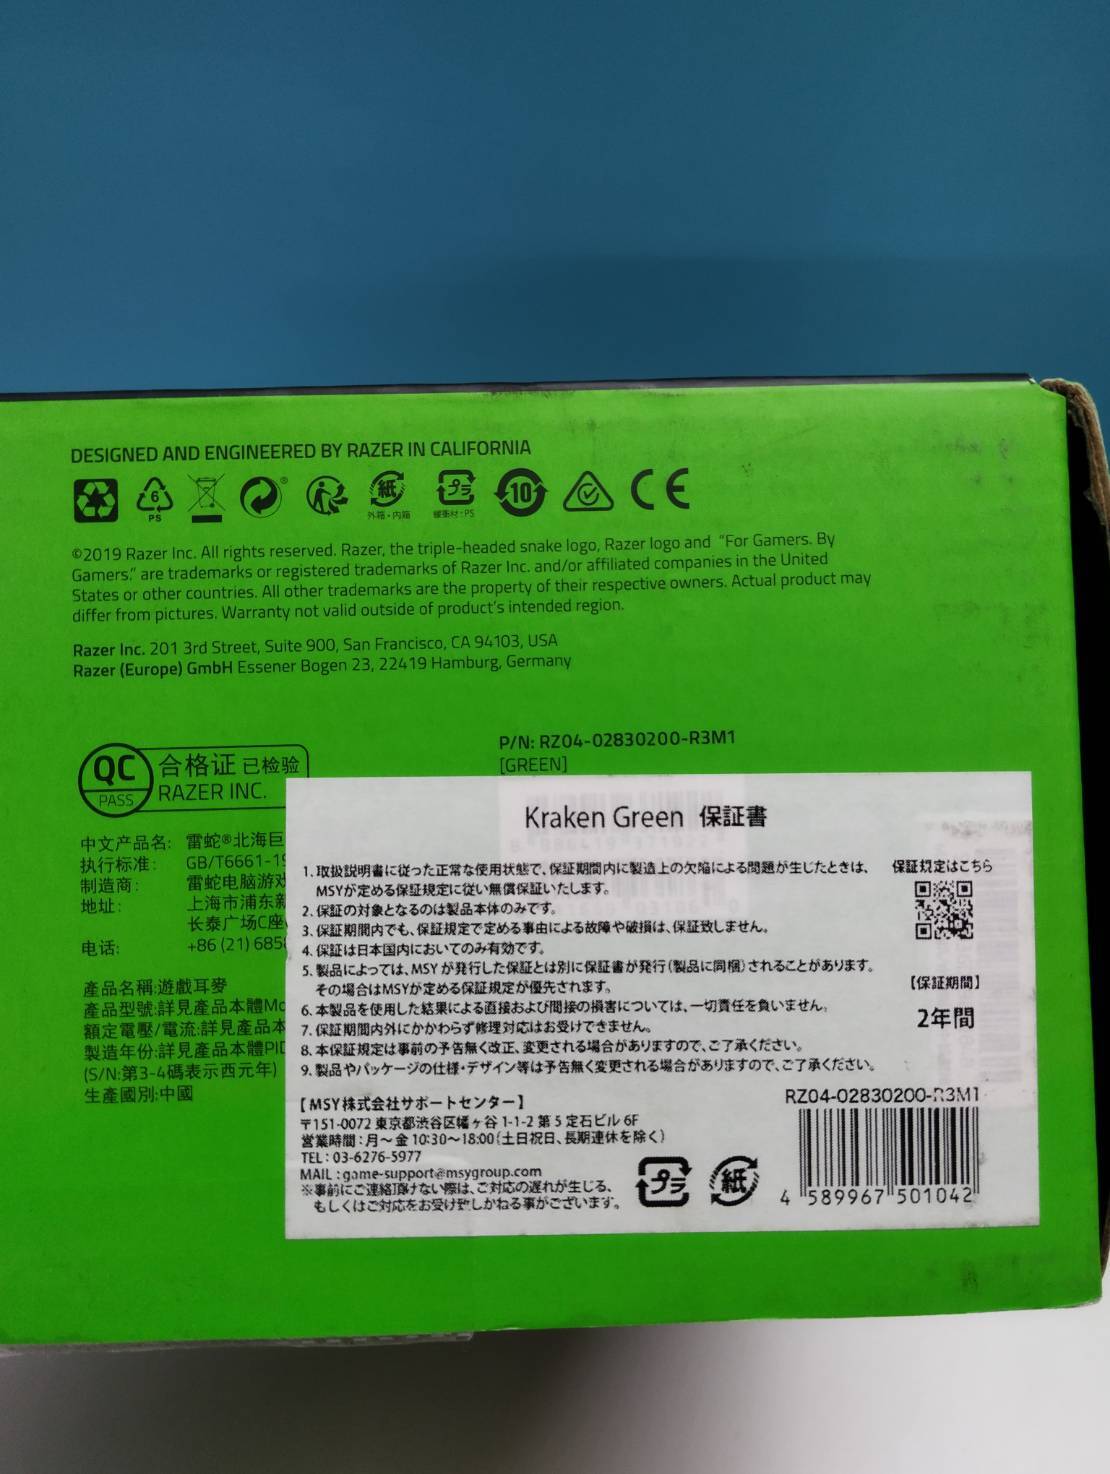 DESIGNED AND ENGINEERED BY RAZER IN CALIFORNIA
6
PS
紙
外箱・内箱
プラ
緩衝材:PS
10
CE
©2019 Razer Inc. All rights reserved. Razer, the triple-headed snake logo, Razer logo and "For Gamers. By
Gamers." are trademarks or registered trademarks of Razer Inc. and/or affiliated companies in the United
States or other countries. All other trademarks are the property of their respective owners. Actual product may
differ from pictures. Warranty not valid outside of product's intended region.
Razer Inc. 201 3rd Street, Suite 900, San Francisco, CA 94103, USA
Razer (Europe) GmbH Essener Bogen 23, 22419 Hamburg, Germany
P/N: RZ04-02830200-R3M1
[GREEN]
QC
PASS
合格证 已检验
RAZER INC.
中文产品名: 雷蛇®北海巨
执行标准: GB/T6661-19
制造商: 雷蛇电脑游戏
地址: 上海市浦东新
长泰广场C座
电话: +86 (21) 685
產品名稱:遊戲耳麥
產品型號:詳見產品本體Mo
額定電壓/電流:詳見產品本
製造年份:詳見產品本體PID
(S/N:第3-4碼表示西元年)
生產國別:中國
Kraken Green 保証書
1. 取扱説明書に従った正常な使用状態で、保証期間内に製造上の欠陥による問題が生じたときは、
MSYが定める保証規定に従い無償保証いたします。
2. 保証の対象となるのは製品本体のみです。
3. 保証期間内でも、保証規定で定める事由による故障や破損は、保証致しません。
4. 保証は日本国内においてのみ有効です。
5. 製品によっては、MSY が発行した保証とは別に保証書が発行(製品に同梱)されることがあります。
その場合はMSYが定める保証規定が優先されます。
6. 本製品を使用した結果による直接および間接の損害については、一切責任を負いません。
7. 保証期間内外にかかわらず修理対応はお受けできません。
8. 本保証規定は事前の予告無く改正、変更される場合がありますので、ご了承ください。
9. 製品やパッケージの仕様・デザイン等は予告無く変更される場合がありますので、ご了承ください。
保証規定はこちら
【保証期間】
2年間
【MSY株式会社サポートセンター】
〒151-0072 東京都渋谷区幡ヶ谷 1-1-2 第 5 定石ビル 6F
営業時間:月〜金 10:30〜18:00(土日祝日、長期連休を除く)
TEL : 03-6276-5977
MAIL : game-support@msygroup.com
※事前にご連絡頂けない際は、ご対応の遅れが生じる、
もしくはご対応をお受け致しかねる事がございます。
プラ
紙
RZ04-02830200-R3M1
4 589967 501042